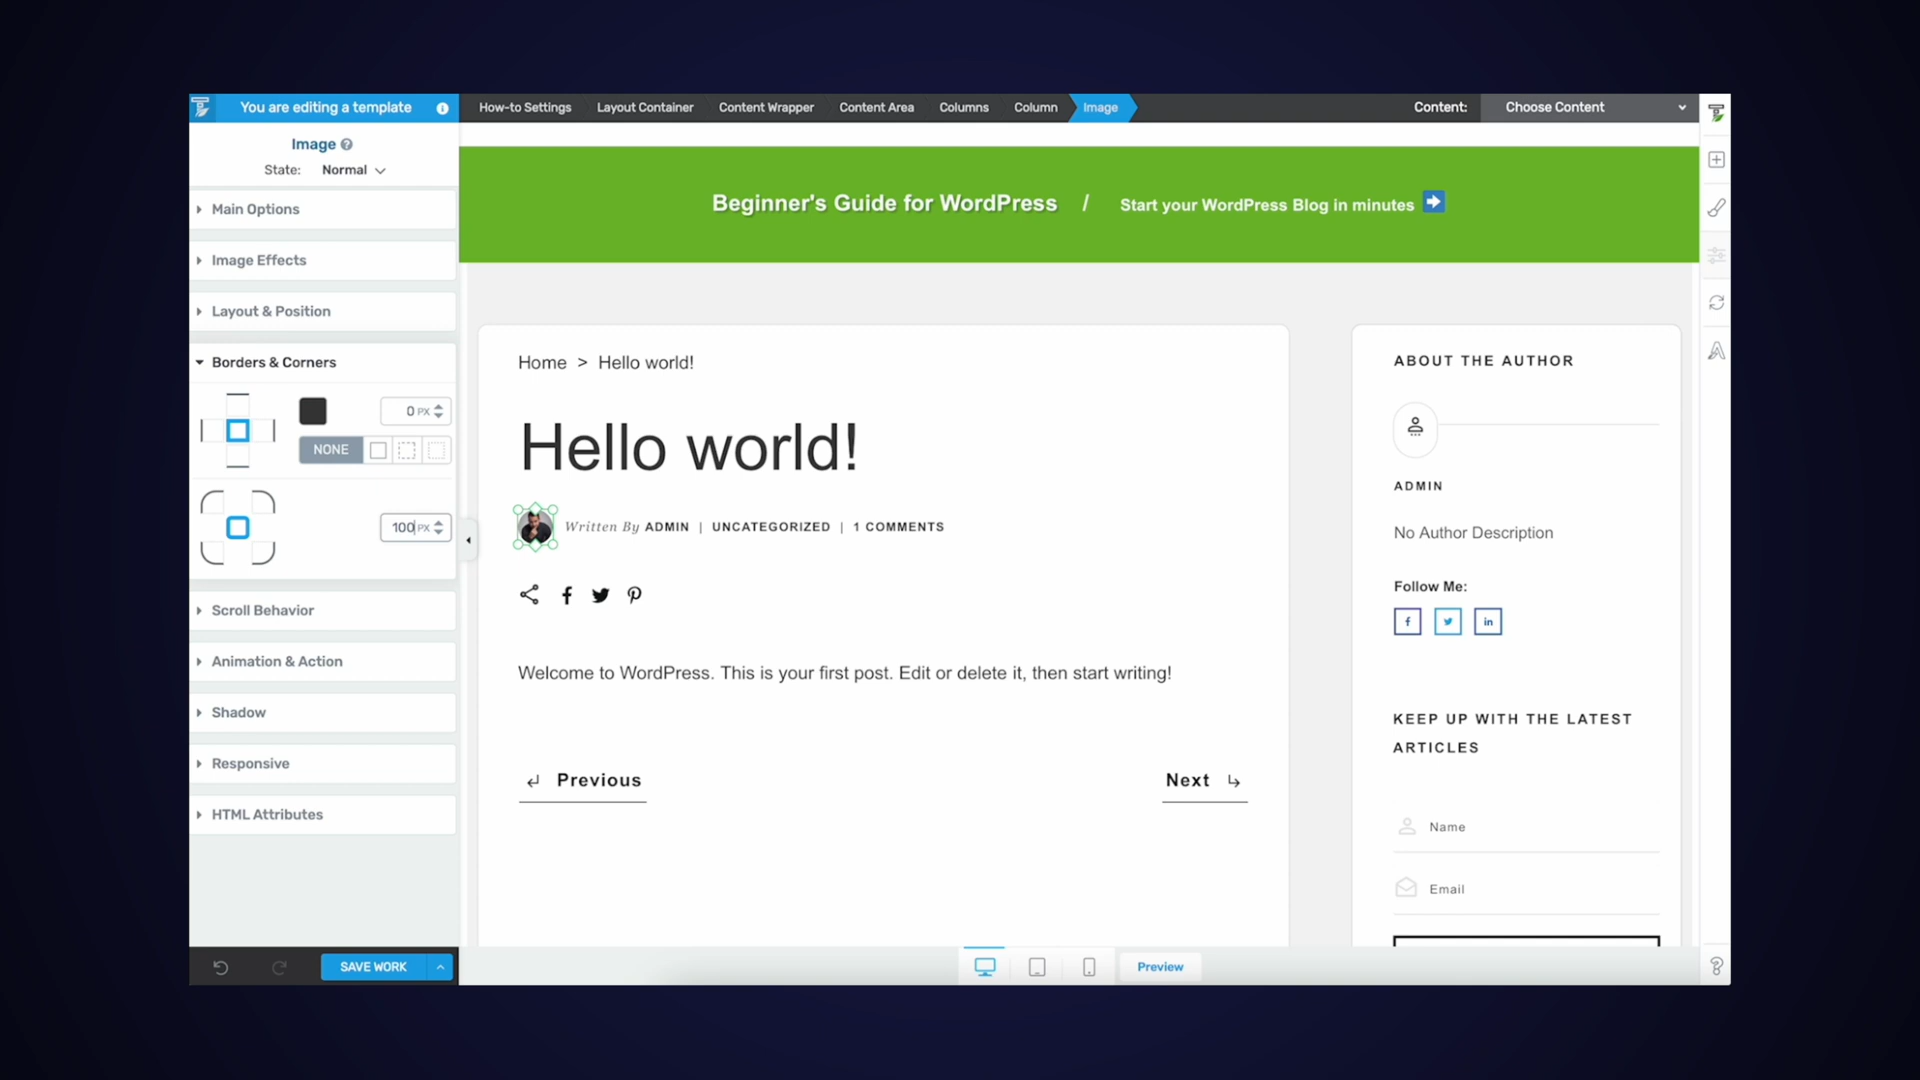 You are editing a template
How-to Settings
Layout Container
Content Wrapper
Content Area
Columns
Column
Image
Content:
Choose Content
Image
State: Normal
Main Options
Image Effects
Layout & Position
Borders & Corners
0 PX
NONE
100 PX
Scroll Behavior
Animation & Action
Shadow
Responsive
HTML Attributes
SAVE WORK
Beginner's Guide for WordPress / Start your WordPress Blog in minutes
Home > Hello world!
Hello world!
Written By ADMIN | UNCATEGORIZED | 1 COMMENTS
Welcome to WordPress. This is your first post. Edit or delete it, then start writing!
Previous
Next
ABOUT THE AUTHOR
ADMIN
No Author Description
Follow Me:
KEEP UP WITH THE LATEST
ARTICLES
Name
Email
Preview